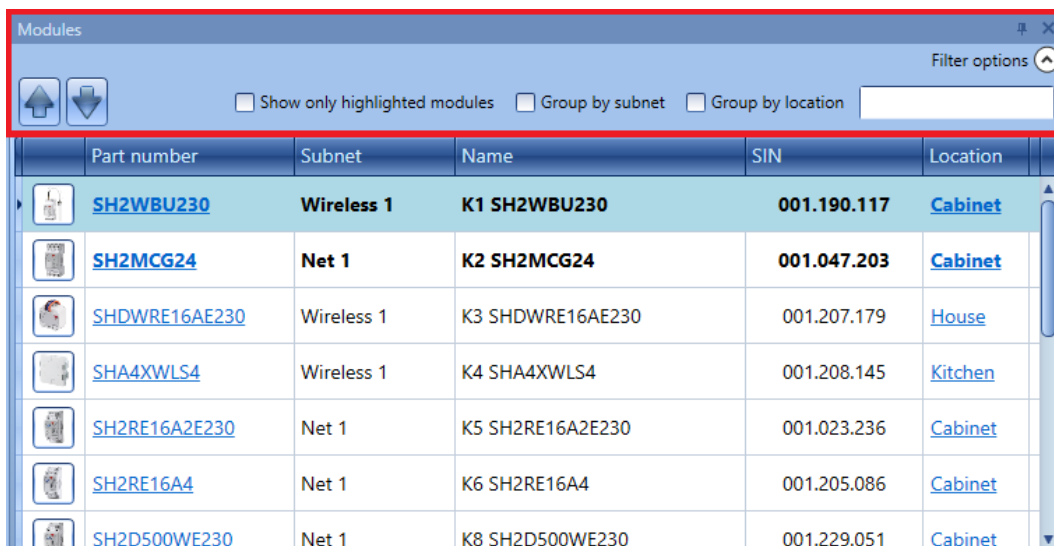 Modules
Filter options
Show only highlighted modules Group by subnet Group by location
Part number Subnet Name SIN Location
SH2WBU230 Wireless 1 K1 SH2WBU230 001.190.117 Cabinet
SH2MCG24 Net 1 K2 SH2MCG24 001.047.203 Cabinet
SHDWRE16AE230 Wireless 1 K3 SHDWRE16AE230 001.207.179 House
SHA4XWLS4 Wireless 1 K4 SHA4XWLS4 001.208.145 Kitchen
SH2RE16A2E230 Net 1 K5 SH2RE16A2E230 001.023.236 Cabinet
SH2RE16A4 Net 1 K6 SH2RE16A4 001.205.086 Cabinet
SH2D500WE230 Net 1 K8 SH2D500WE230 001.229.051 Cabinet